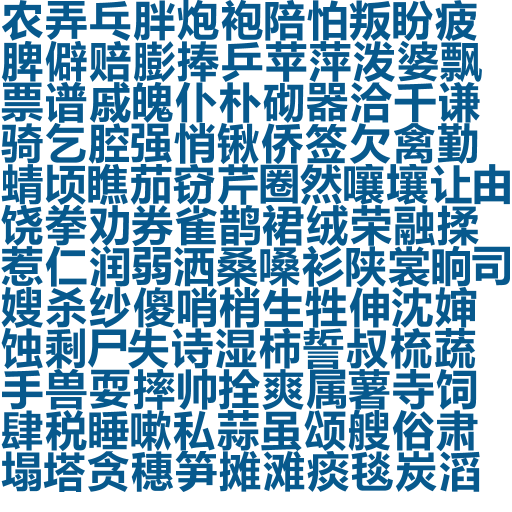 农弄乓胖炮袍陪怕叛盼疲
脾僻赔膨捧乒苹萍泼婆飘
票谱戚魄仆朴砌器洽千谦
骑乞腔强悄锹侨签欠禽勤
蜻顷瞧茄窃芹圈然嚷壤让由
饶拳劝券雀鹊裙绒荣融揉
惹仁润弱洒桑嗓衫陕裳晌司
嫂杀纱傻哨梢生牲伸沈婶
蚀剩尸失诗湿柿誓叔梳蔬
手兽耍摔帅拴爽属薯寺饲
肆税睡嗽私蒜虽颂艘俗肃
塌塔贪穗笋摊滩痰毯炭滔